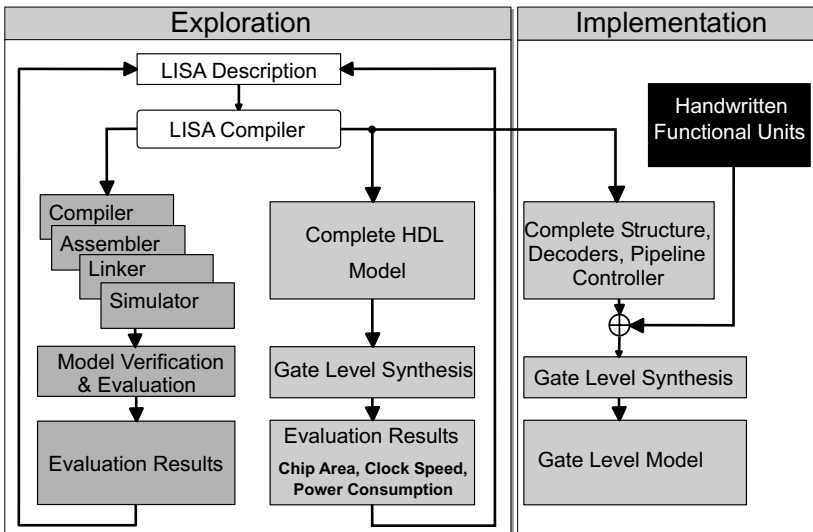 Exploration
Implementation
LISA Description
LISA Compiler
Handwritten
Functional Units
Compiler
Assembler
Linker
Simulator
Complete HDL
Model
Complete Structure,
Decoders, Pipeline
Controller
Model Verification
& Evaluation
Gate Level Synthesis
Gate Level Synthesis
Evaluation Results
Evaluation Results
Chip Area, Clock Speed,
Power Consumption
Gate Level Model